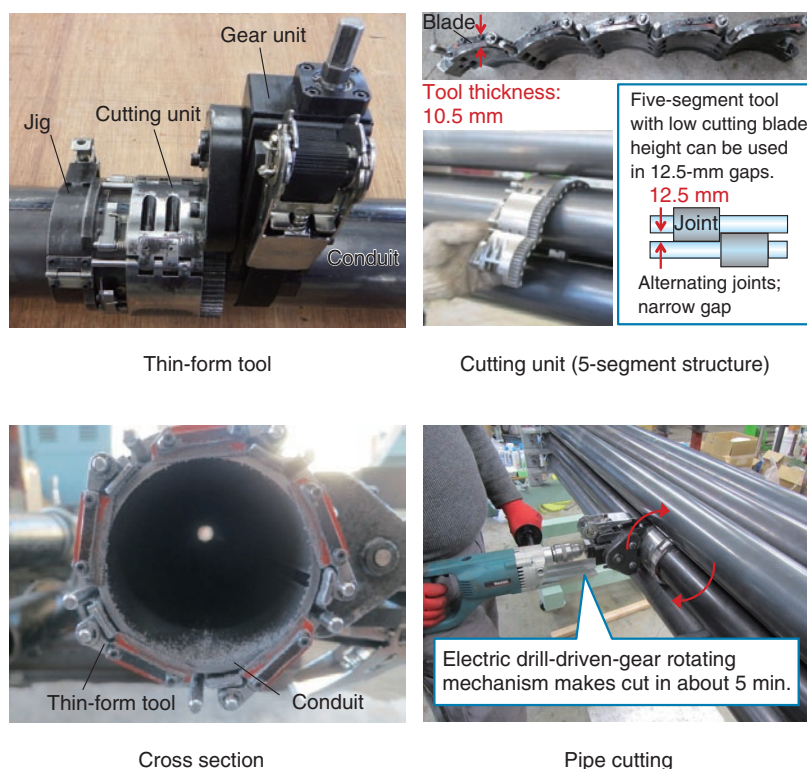 Gear unit
Cutting unit
Jig
Conduit
Thin-form tool
Blade
Tool thickness:
10.5 mm
Five-segment tool
with low cutting blade
height can be used
in 12.5-mm gaps.
12.5 mm
Joint
Alternating joints;
narrow gap
Cutting unit (5-segment structure)
Thin-form tool
Conduit
Cross section
Electric drill-driven-gear rotating
mechanism makes cut in about 5 min.
Pipe cutting